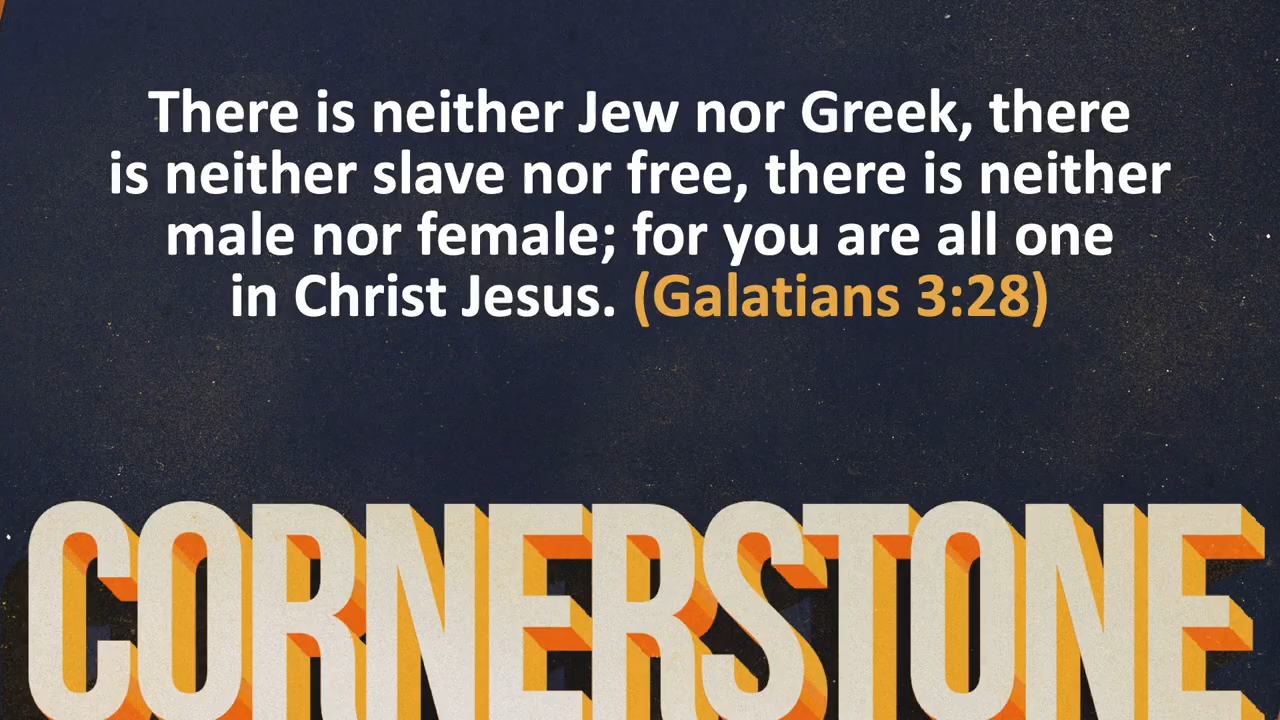 There is neither Jew nor Greek, there
is neither slave nor free, there is neither
male nor female; for you are all one
in Christ Jesus. (Galatians 3:28)
CORNERSTONE